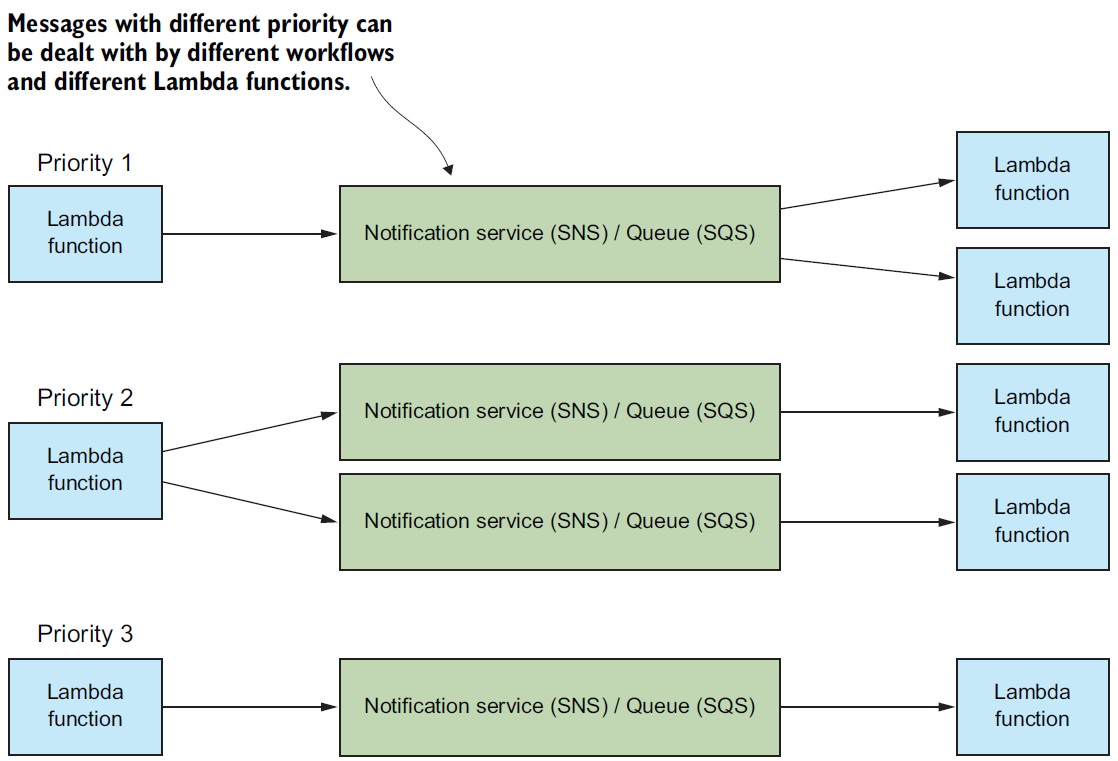 Messages with different priority can
be dealt with by different workflows
and different Lambda functions.
Priority 1
Lambda
function
Notification service (SNS) / Queue (SQS)
Lambda
function
Lambda
function
Priority 2
Lambda
function
Notification service (SNS) / Queue (SQS)
Lambda
function
Notification service (SNS) / Queue (SQS)
Lambda
function
Priority 3
Lambda
function
Notification service (SNS) / Queue (SQS)
Lambda
function